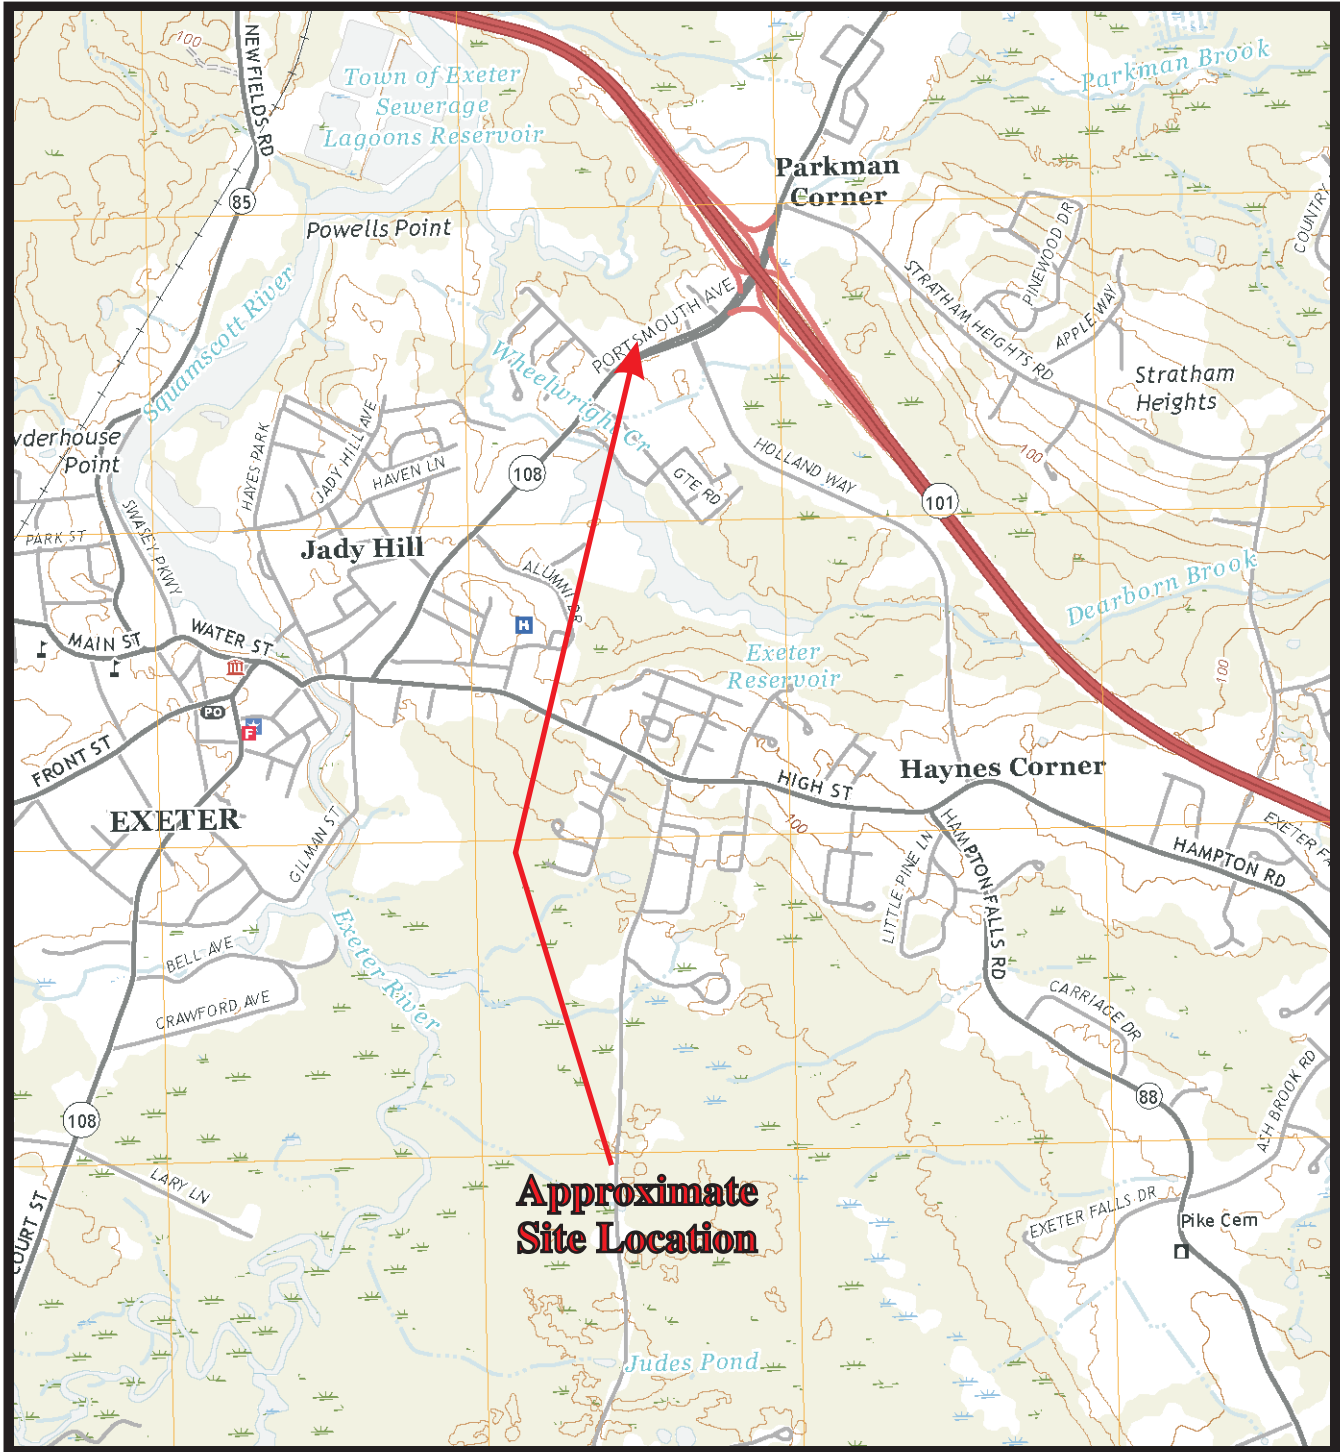 100
NEWFIELDS RD
Town of Exeter
Sewerage
Lagoons Reservoir
Parkman Brook
Parkman
Corner
85
Powells Point
COUNTRY
PINEWOOD DR
Squamscott River
PORTSMOUTH AVE
STRATHAM HEIGHTS RD
APPLE WAY
Wheelwright Cr
Stratham
Heights
yderhouse
Point
HAYES PARK
JADY HILL AVE
HAVEN LN
108
GTE RD
HOLLAND WAY
100
101
SWASEY PKWY
PARK ST
Jady Hill
ALUMNI DR
Dearborn Brook
H
MAIN ST
WATER ST
Exeter
Reservoir
100
PO
F
FRONT ST
HIGH ST
Haynes Corner
EXETER
GILMAN ST
100
LITTLE PINE LN
HAMPTON FALLS RD
HAMPTON RD
EXETER FA
BELL AVE
Exeter River
CRAWFORD AVE
CARRIAGE DR
88
ASH BROOK RD
108
LARY LN
COURT ST
Approximate
Site Location
EXETER FALLS DR
Pike Cem
Judes Pond